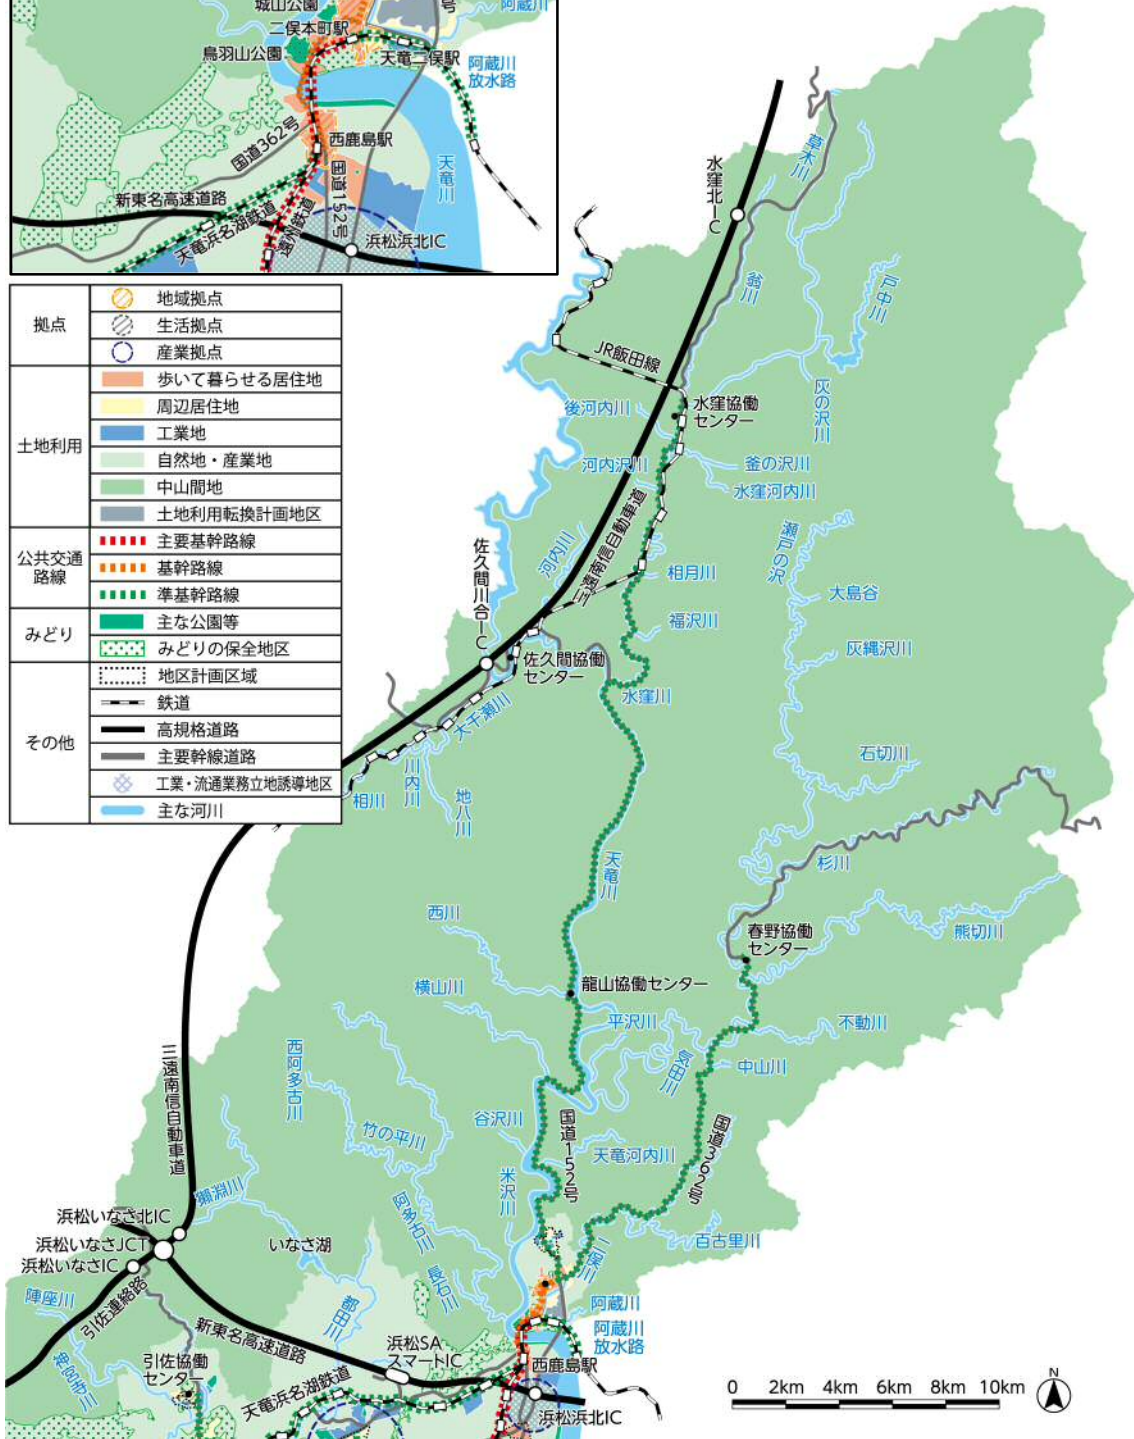 城山公園
二俣本町駅
鳥羽山公園
号
阿蔵川
天竜二俣駅
阿蔵川
放水路
国道362号
西鹿島駅
国道152号
天竜川
新東名高速道路
天竜浜名湖鉄道
遠州鉄道
浜松浜北IC
拠点
地域拠点
生活拠点
産業拠点
土地利用
歩いて暮らせる居住地
周辺居住地
工業地
自然地・産業地
中山間地
土地利用転換計画地区
公共交通
路線
主要基幹路線
基幹路線
準基幹路線
みどり
主な公園等
みどりの保全地区
その他
地区計画区域
鉄道
高規格道路
主要幹線道路
工業・流通業務立地誘導地区
主な河川
草木川
水窪北IC
翁川
戸中川
JR飯田線
灰の沢川
後河内川
水窪協働
センター
河内沢川
釜の沢川
水窪河内川
三遠南信自動車道
瀬戸の沢
河内川
佐久間川合IC
相月川
大島谷
福沢川
灰縄沢川
佐久間協働
センター
水窪川
大千瀬川
石切川
川内川
相川
地八川
杉川
天竜川
西川
春野協働
センター
熊切川
横山川
龍山協働センター
平沢川
不動川
気田川
中山川
西阿多古川
三遠南信自動車道
谷沢川
国道152号
国道362号
竹の平川
天竜河内川
米沢川
獺淵川
浜松いなさ北IC
阿多古川
百古里川
浜松いなさJCT
いなさ湖
二俣川
浜松いなさIC
長石川
陣座川
引佐連絡路
都田川
阿蔵川
新東名高速道路
阿蔵川
放水路
浜松SA
スマートIC
神宮寺川
引佐協働
センター
西鹿島駅
天竜浜名湖鉄道
浜松浜北IC
0 2km 4km 6km 8km 10km
N